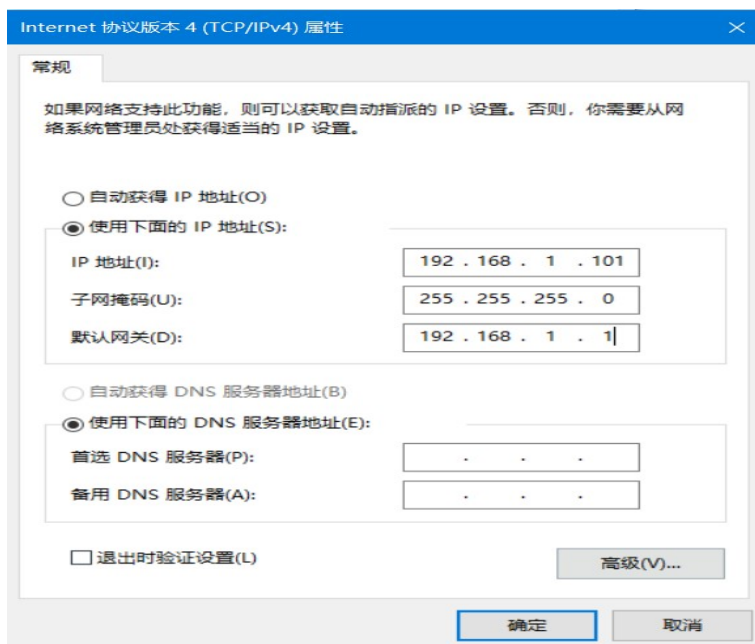 Internet 协议版本 4 (TCP/IPv4) 属性
常规
如果网络支持此功能，则可以获取自动指派的 IP 设置。否则，你需要从网
络系统管理员处获得适当的 IP 设置。
自动获得 IP 地址(O)
使用下面的 IP 地址(S):
IP 地址(I): 192 . 168 . 1 . 101
子网掩码(U): 255 . 255 . 255 . 0
默认网关(D): 192 . 168 . 1 . 1
自动获得 DNS 服务器地址(B)
使用下面的 DNS 服务器地址(E):
首选 DNS 服务器(P): . . .
备用 DNS 服务器(A): . . .
退出时验证设置(L)
高级(V)...
确定 取消